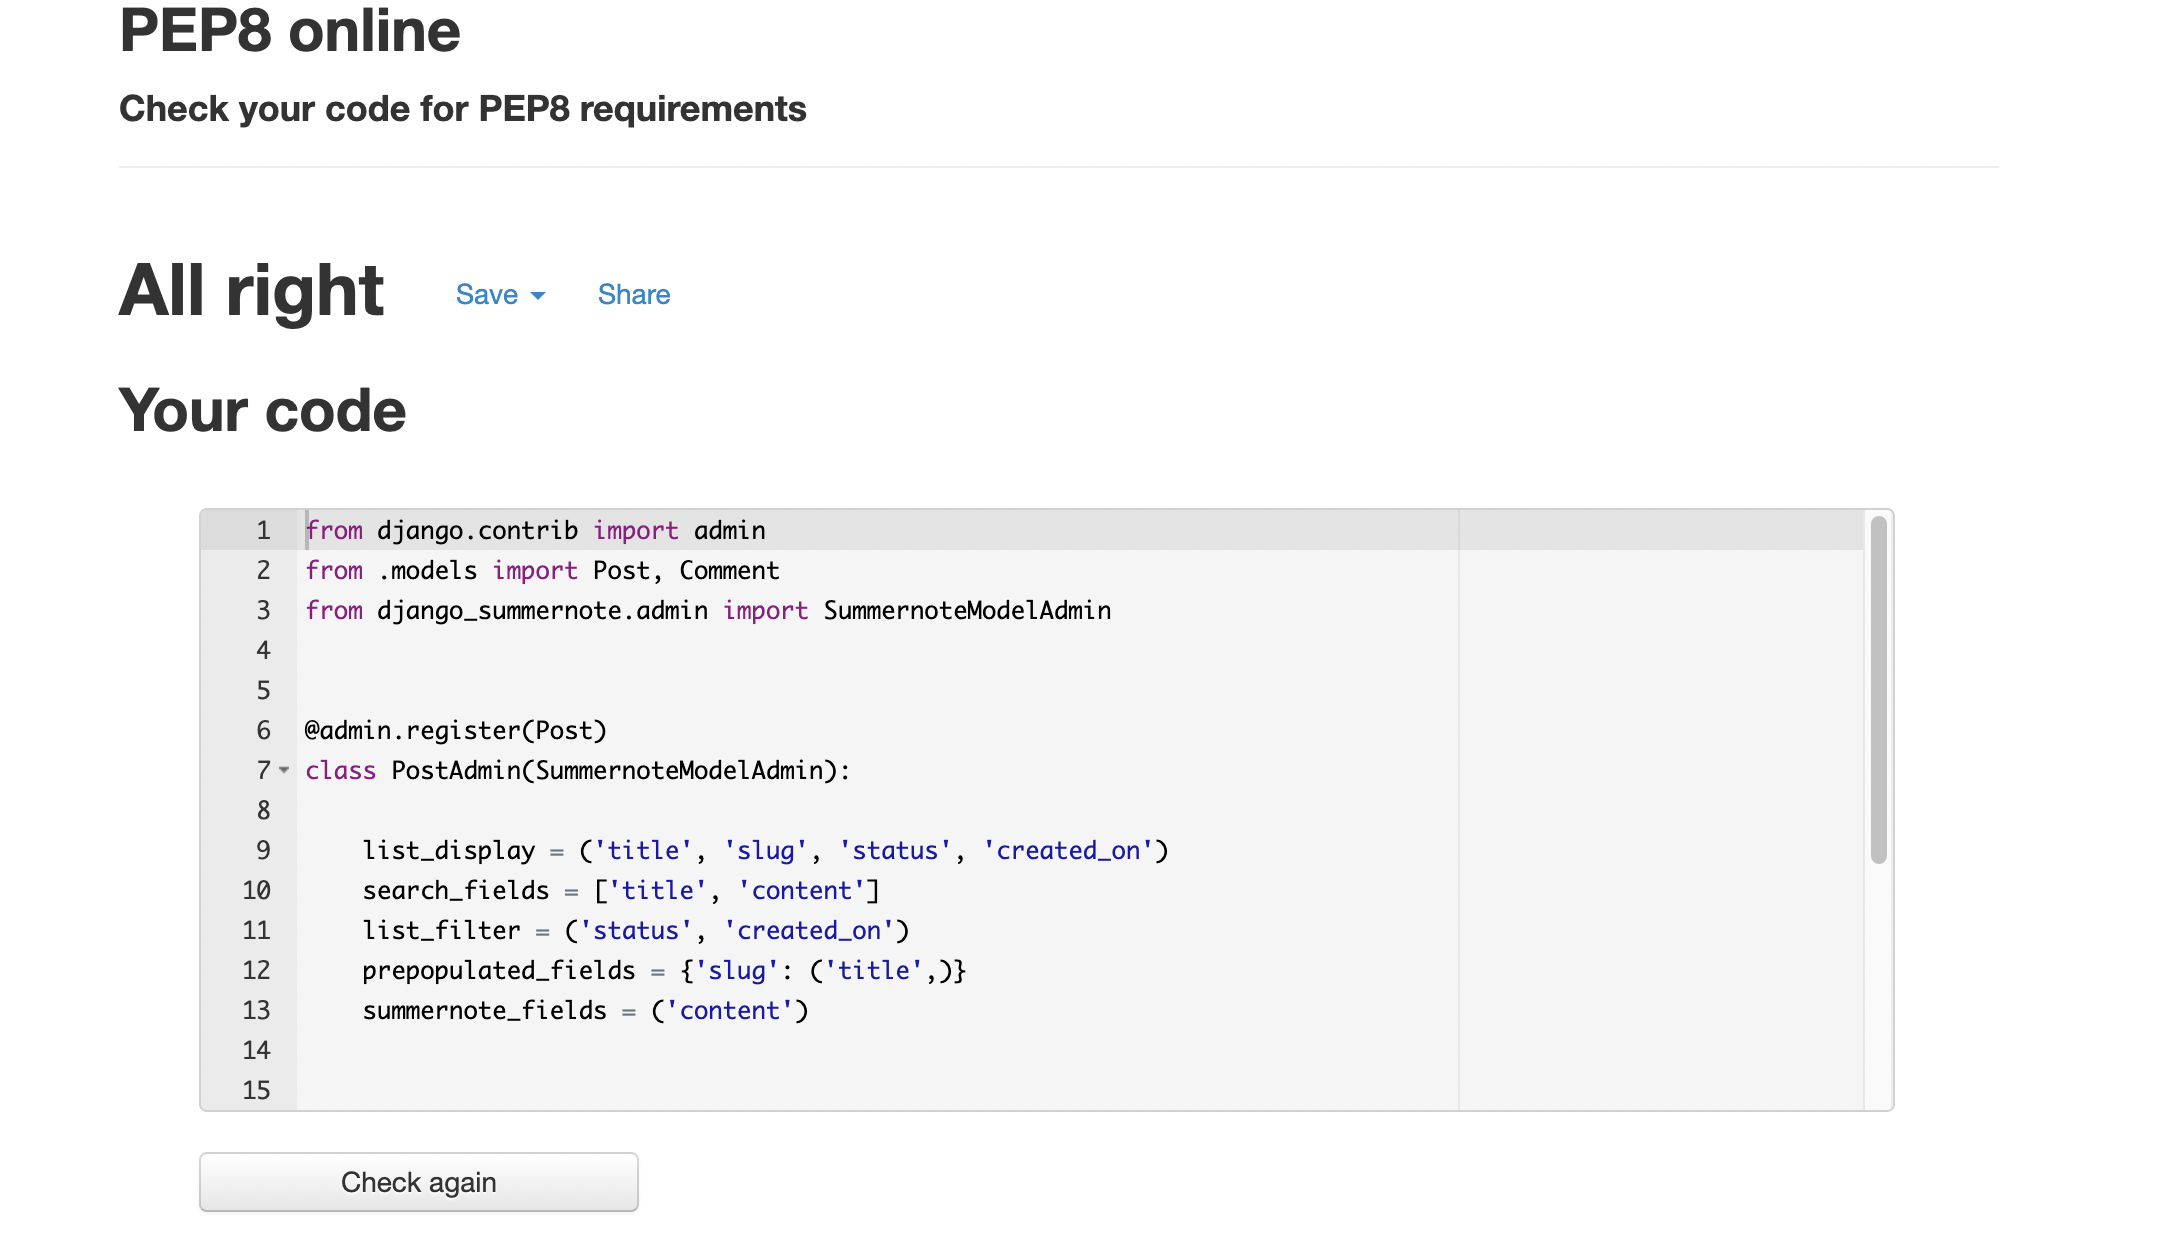 PEP8 online
Check your code for PEP8 requirements
All right Save Share
Your code
1 from django.contrib import admin
2 from .models import Post, Comment
3 from django_summernote.admin import SummernoteModelAdmin
4
5
6 @admin.register(Post)
7 class PostAdmin(SummernoteModelAdmin):
8
9     list_display = ('title', 'slug', 'status', 'created_on')
10     search_fields = ['title', 'content']
11     list_filter = ('status', 'created_on')
12     prepopulated_fields = {'slug': ('title',)}
13     summernote_fields = ('content')
14
15
Check again